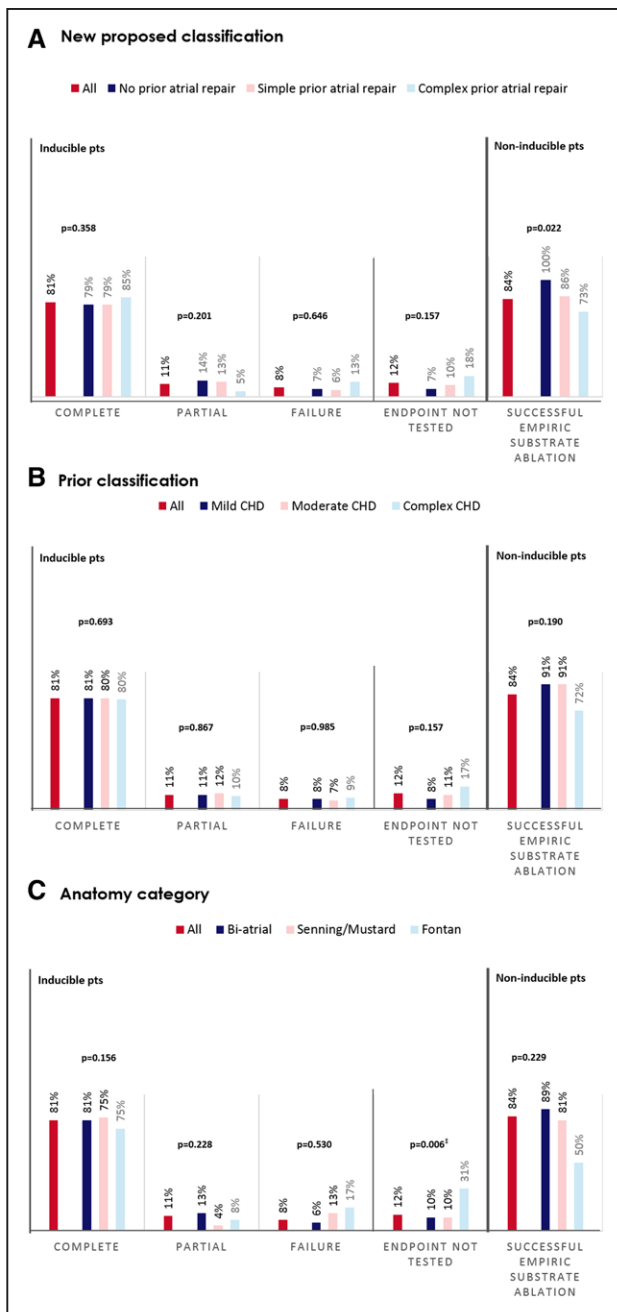 A New proposed classification
All No prior atrial repair Simple prior atrial repair Complex prior atrial repair
Inducible pts
Non-inducible pts
p=0.358
p=0.201
p=0.646
p=0.157
p=0.022
81% 79% 79% 85%
11% 14% 13% 5%
8% 7% 6% 13%
12% 7% 10% 18%
84% 100% 86% 73%
COMPLETE
PARTIAL
FAILURE
ENDPOINT NOT
TESTED
SUCCESSFUL
EMPIRIC
SUBSTRATE
ABLATION
B Prior classification
All Mild CHD Moderate CHD Complex CHD
Inducible pts
Non-inducible pts
p=0.693
p=0.867
p=0.985
p=0.157
p=0.190
81% 81% 80% 80%
11% 11% 12% 10%
8% 8% 7% 9%
12% 8% 11% 17%
84% 91% 91% 72%
COMPLETE
PARTIAL
FAILURE
ENDPOINT NOT
TESTED
SUCCESSFUL
EMPIRIC
SUBSTRATE
ABLATION
C Anatomy category
All Bi-atrial Senning/Mustard Fontan
Inducible pts
Non-inducible pts
p=0.156
p=0.228
p=0.530
p=0.006‡
p=0.229
81% 81% 75% 75%
11% 13% 4% 8%
8% 6% 13% 17%
12% 10% 10% 31%
84% 89% 81% 50%
COMPLETE
PARTIAL
FAILURE
ENDPOINT NOT
TESTED
SUCCESSFUL
EMPIRIC
SUBSTRATE
ABLATION